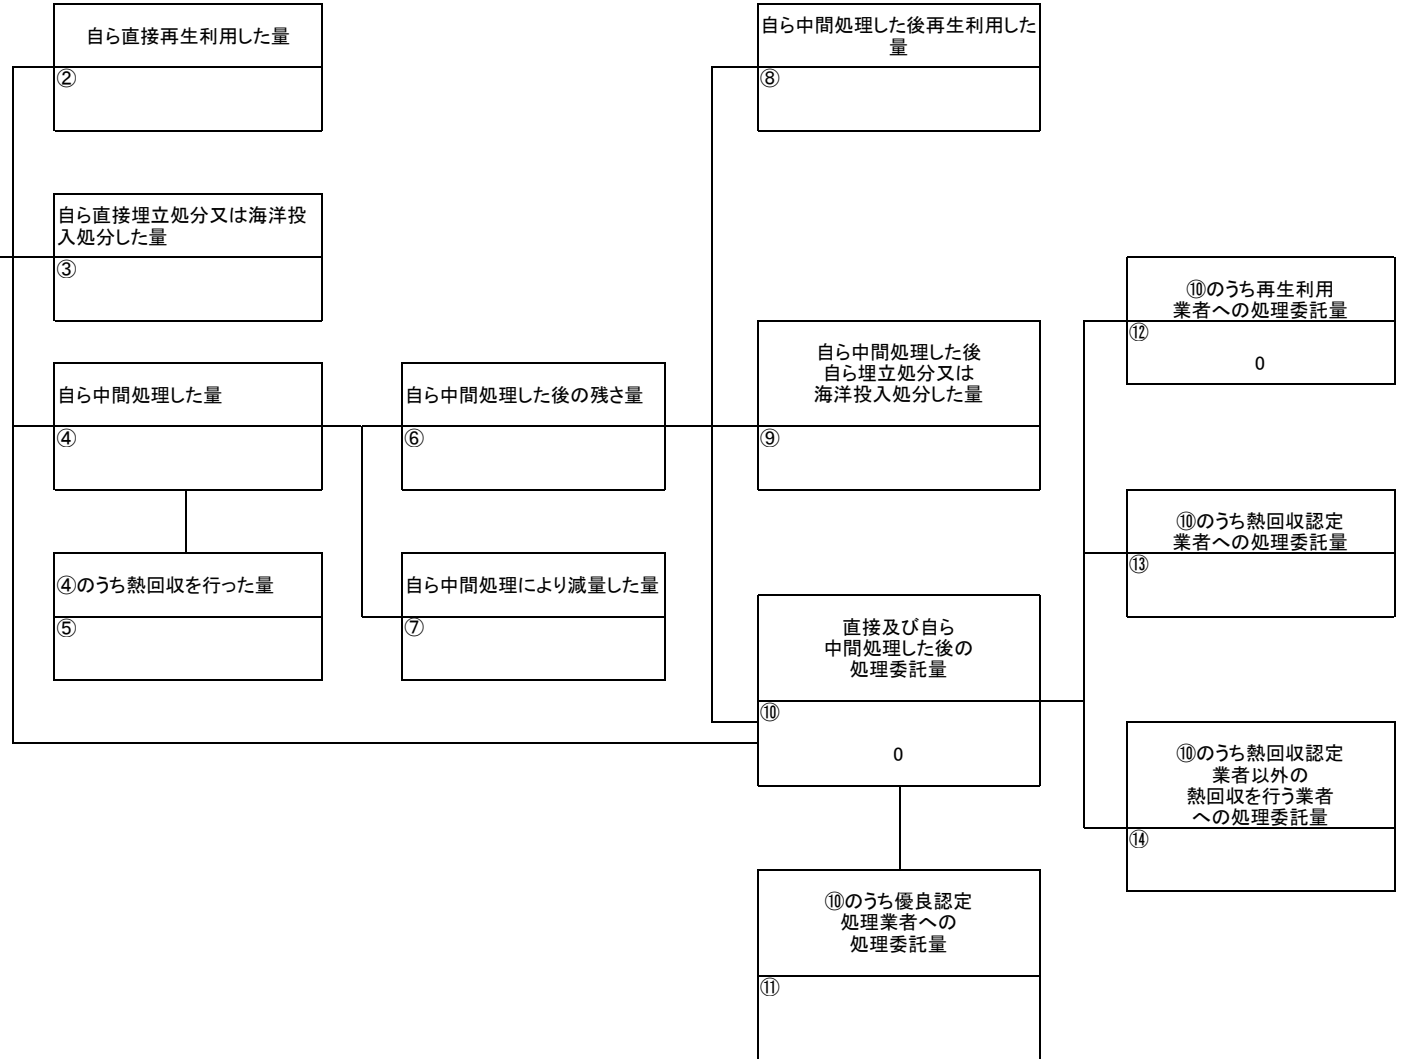 自ら直接再生利用した量
②
自ら直接埋立処分又は海洋投
入処分した量
③
自ら中間処理した量
④
④のうち熱回収を行った量
⑤
自ら中間処理した後の残さ量
⑥
自ら中間処理により減量した量
⑦
自ら中間処理した後再生利用した
量
⑧
自ら中間処理した後
自ら埋立処分又は
海洋投入処分した量
⑨
直接及び自ら
中間処理した後の
処理委託量
⑩
0
⑩のうち優良認定
処理業者への
処理委託量
⑪
⑩のうち再生利用
業者への処理委託量
⑫
0
⑩のうち熱回収認定
業者への処理委託量
⑬
⑩のうち熱回収認定
業者以外の
熱回収を行う業者
への処理委託量
⑭